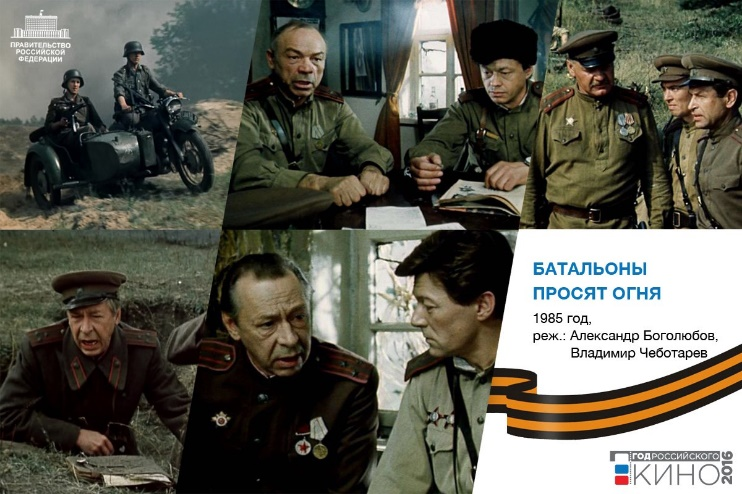 ПРАВИТЕЛЬСТВО
РОССИЙСКОЙ
ФЕДЕРАЦИИ
БАТАЛЬОНЫ
ПРОСЯТ ОГНЯ
1985 год,
реж.: Александр Боголюбов,
Владимир Чеботарев
ГОД РОССИЙСКОГО
КИНО 2016